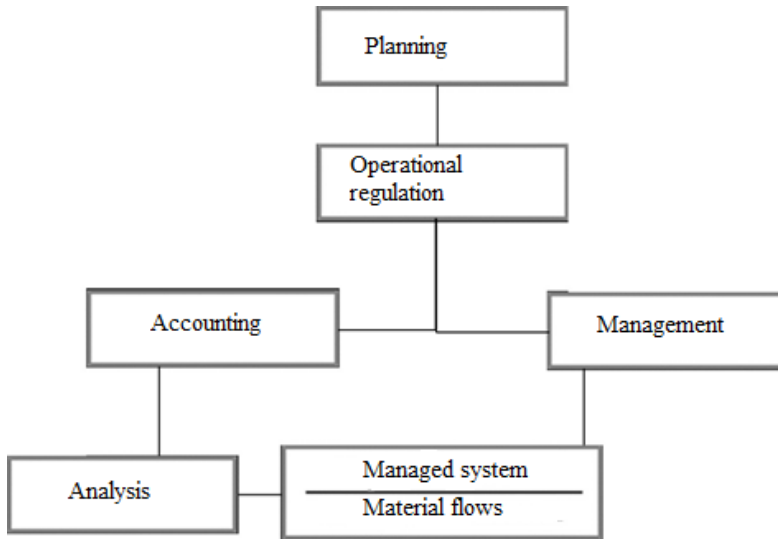 Planning
Operational
regulation
Accounting
Management
Analysis
Managed system
Material flows